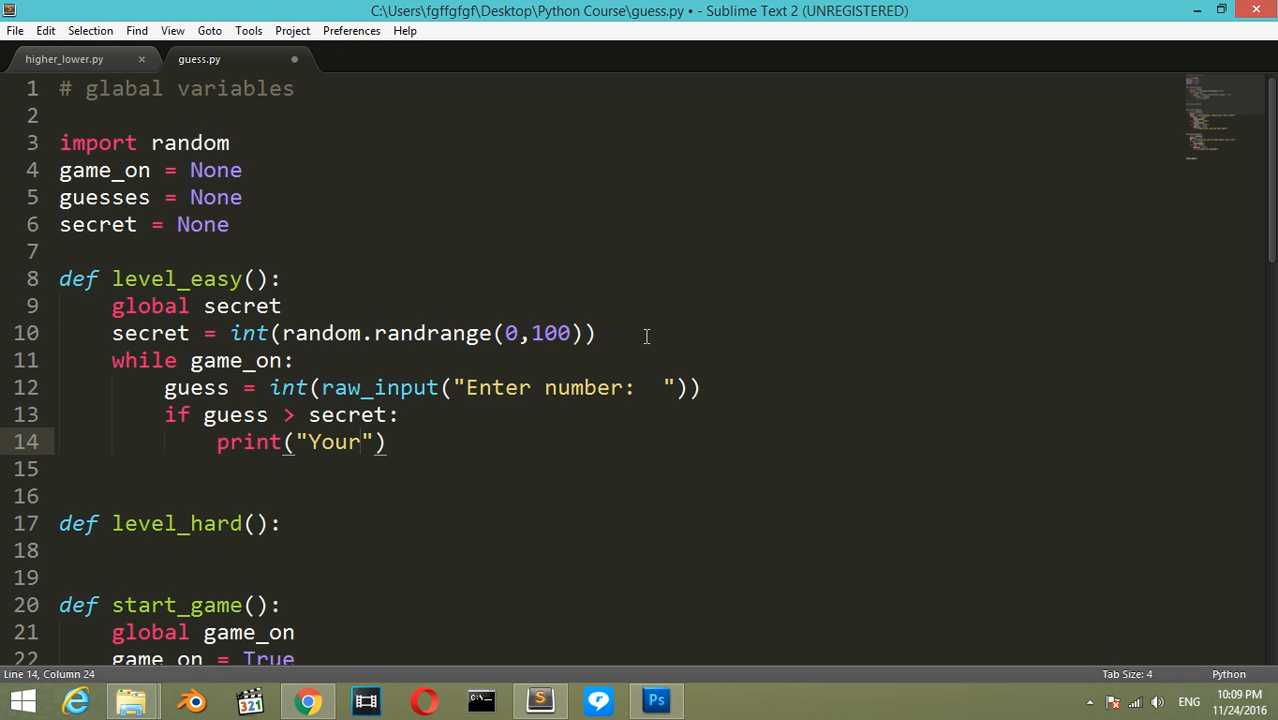 C:\Users\fgffgfgf\Desktop\Python Course\guess.py • - Sublime Text 2 (UNREGISTERED)
File Edit Selection Find View Goto Tools Project Preferences Help
higher_lower.py × guess.py
1 # glabal variables
2
3 import random
4 game_on = None
5 guesses = None
6 secret = None
7
8 def level_easy():
9 global secret
10 secret = int(random.randrange(0,100))
11 while game_on:
12 guess = int(raw_input("Enter number:  "))
13 if guess > secret:
14 print("Your")
15
16
17 def level_hard():
18
19
20 def start_game():
21 global game_on
22 game_on = True
Line 14, Column 24 Tab Size: 4 Python
321
ENG
10:09 PM
11/24/2016